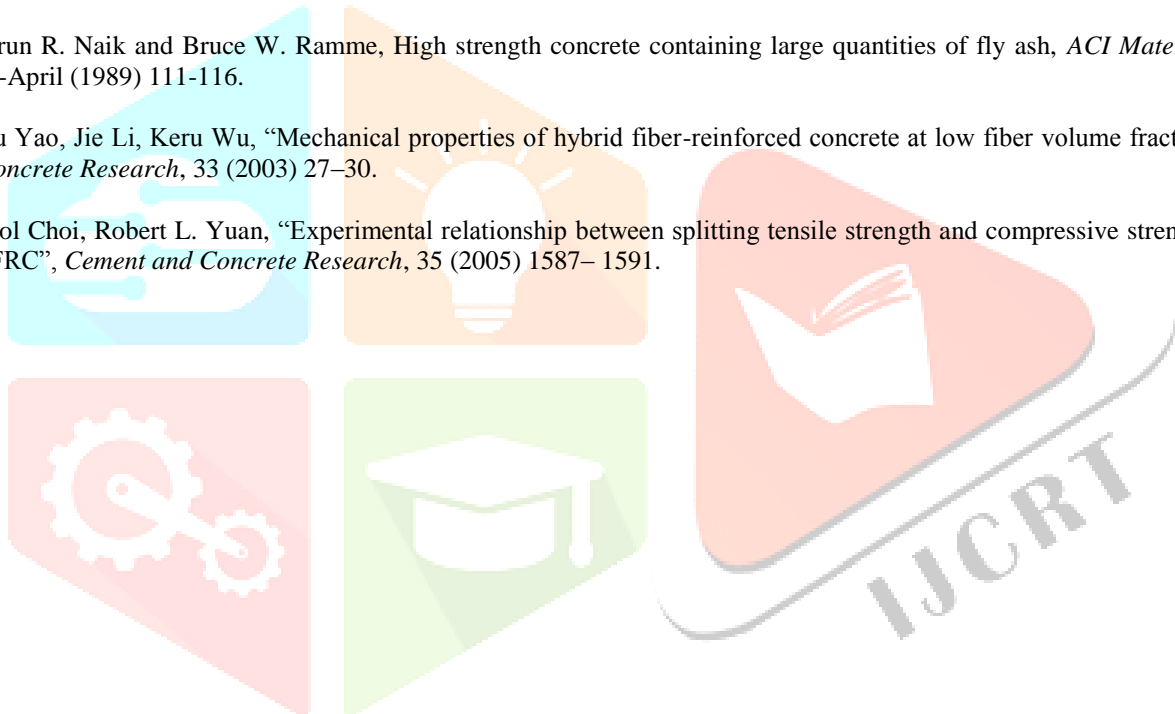 run R. Naik and Bruce W. Ramme, High strength concrete containing large quantities of fly ash, ACI Mate
-April (1989) 111-116.
u Yao, Jie Li, Keru Wu, “Mechanical properties of hybrid fiber-reinforced concrete at low fiber volume fract
oncrete Research, 33 (2003) 27–30.
ol Choi, Robert L. Yuan, “Experimental relationship between splitting tensile strength and compressive stren
FRC”, Cement and Concrete Research, 35 (2005) 1587– 1591.
IJCRT